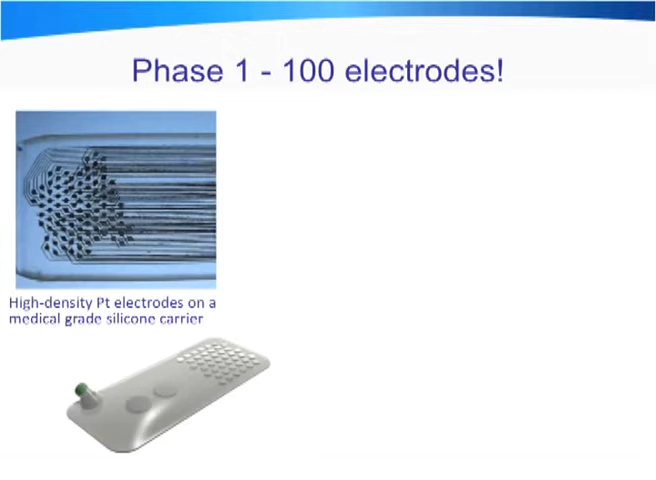 Phase 1 - 100 electrodes!
High-density Pt electrodes on a
medical grade silicone carrier